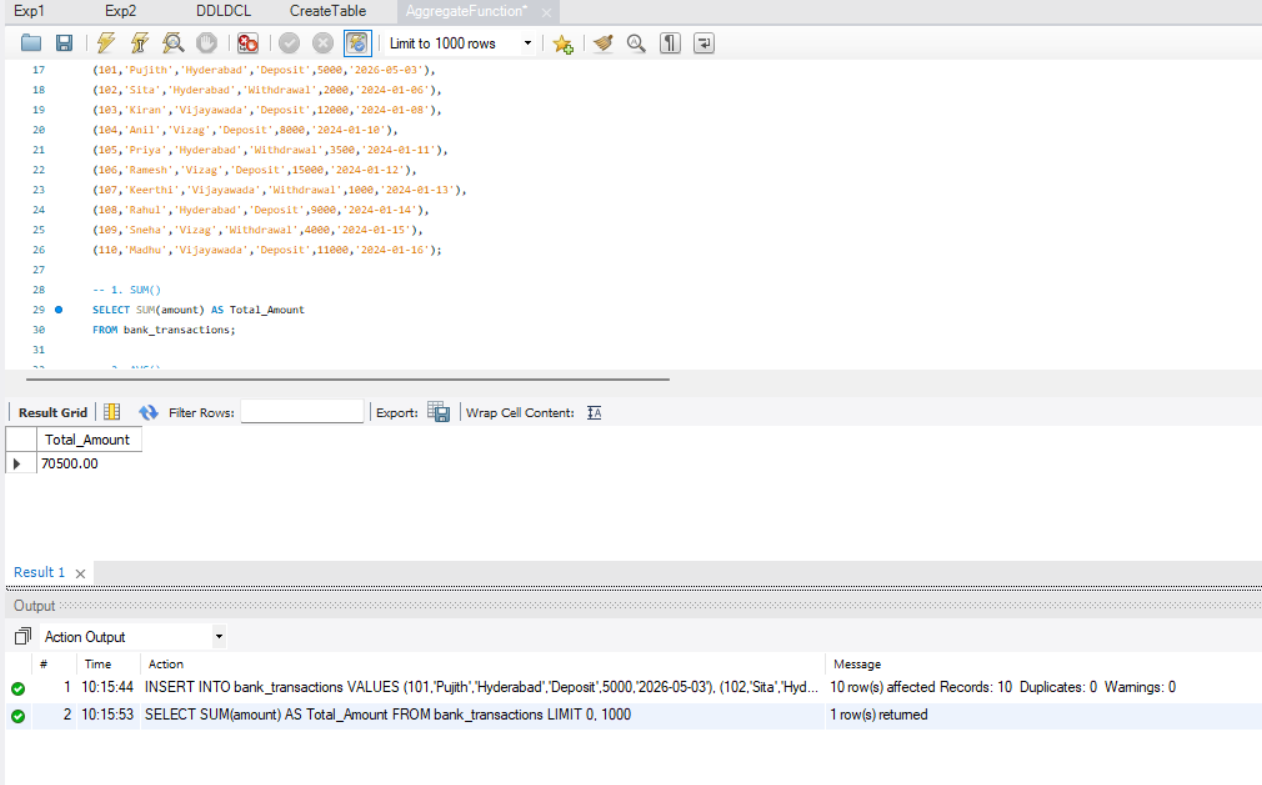 Exp1 Exp2 DDLDCL CreateTable AggregateFunction* ×
Limit to 1000 rows
17 (101,'Pujith','Hyderabad','Deposit',5000,'2026-05-03'),
18 (102,'Sita','Hyderabad','Withdrawal',2000,'2024-01-06'),
19 (103,'Kiran','Vijayawada','Deposit',12000,'2024-01-08'),
20 (104,'Anil','Vizag','Deposit',8000,'2024-01-10'),
21 (105,'Priya','Hyderabad','Withdrawal',3500,'2024-01-11'),
22 (106,'Ramesh','Vizag','Deposit',15000,'2024-01-12'),
23 (107,'Keerthi','Vijayawada','Withdrawal',1000,'2024-01-13'),
24 (108,'Rahul','Hyderabad','Deposit',9000,'2024-01-14'),
25 (109,'Sneha','Vizag','Withdrawal',4000,'2024-01-15'),
26 (110,'Madhu','Vijayawada','Deposit',11000,'2024-01-16');
27
28 -- 1. SUM()
29 SELECT SUM(amount) AS Total_Amount
30 FROM bank_transactions;
31
Result Grid Filter Rows: Export: Wrap Cell Content: IA
Total_Amount
70500.00
Result 1 ×
Output
Action Output
# Time Action Message
1 10:15:44 INSERT INTO bank_transactions VALUES (101,'Pujith','Hyderabad','Deposit',5000,'2026-05-03'), (102,'Sita','Hyd... 10 row(s) affected Records: 10 Duplicates: 0 Warnings: 0
2 10:15:53 SELECT SUM(amount) AS Total_Amount FROM bank_transactions LIMIT 0, 1000 1 row(s) returned